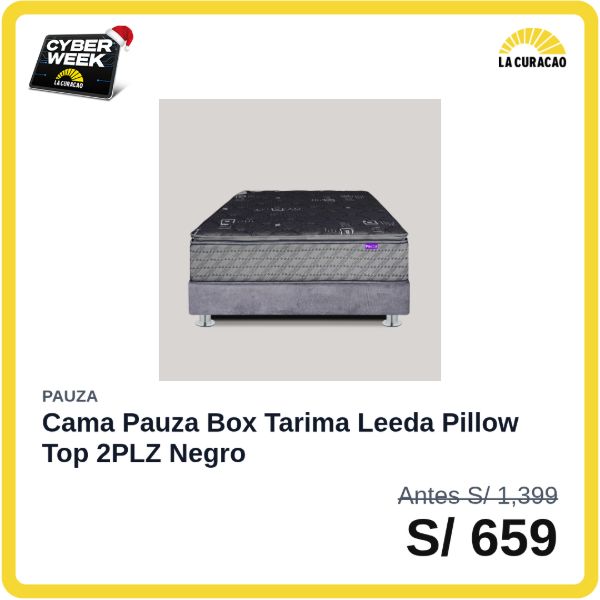 CYBER
WEEK
LA CURACAO
LA CURACAO
Pauza
PAUZA
Cama Pauza Box Tarima Leeda Pillow
Top 2PLZ Negro
Antes S/ 1,399
S/ 659